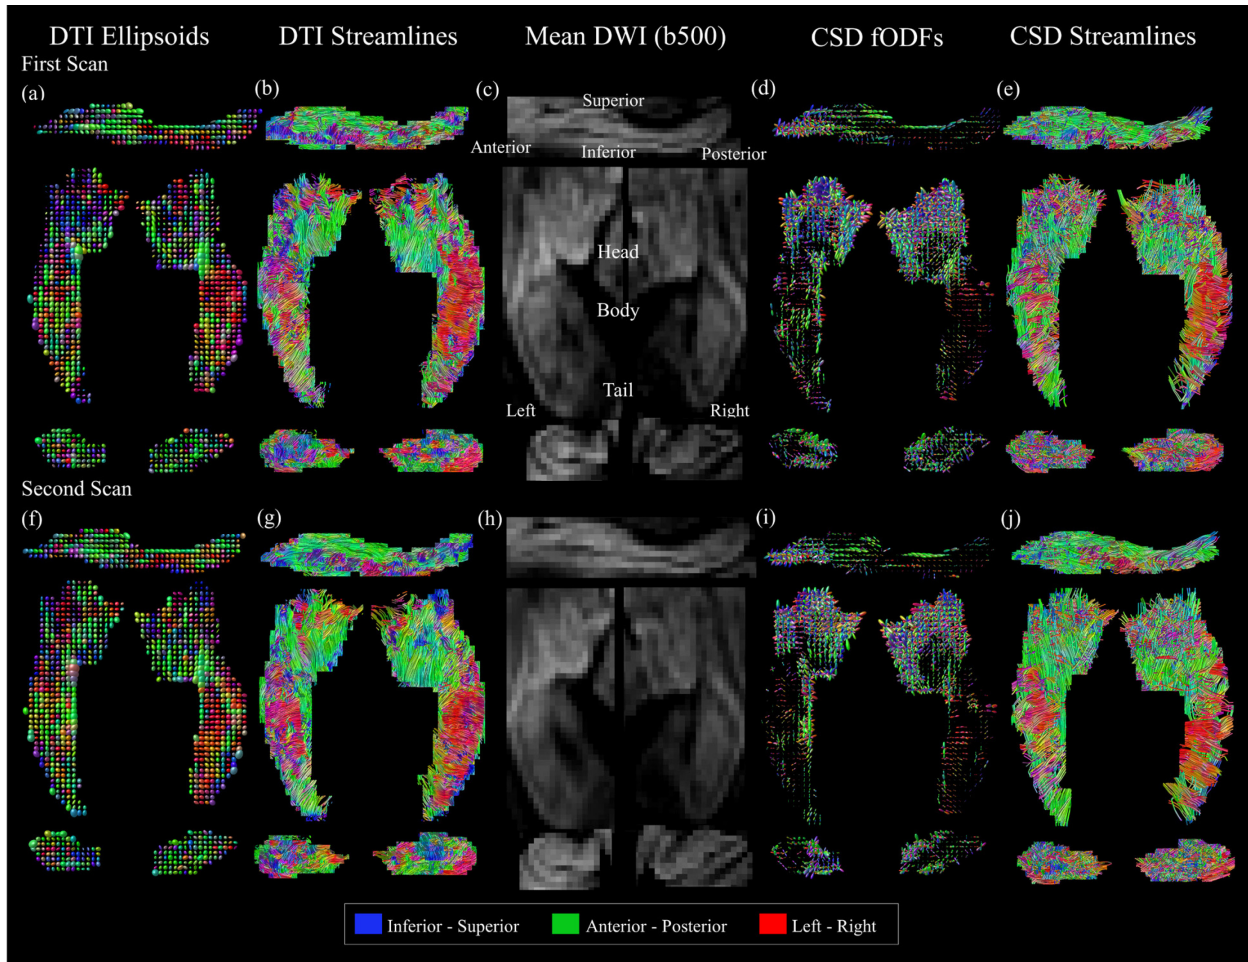 DTI Ellipsoids DTI Streamlines Mean DWI (b500) CSD fODFs CSD Streamlines
First Scan
(a) (b) (c) (d) (e)
Superior
Anterior Inferior Posterior
Head
Body
Tail
Left Right
Second Scan
(f) (g) (h) (i) (j)
Inferior - Superior Anterior - Posterior Left - Right